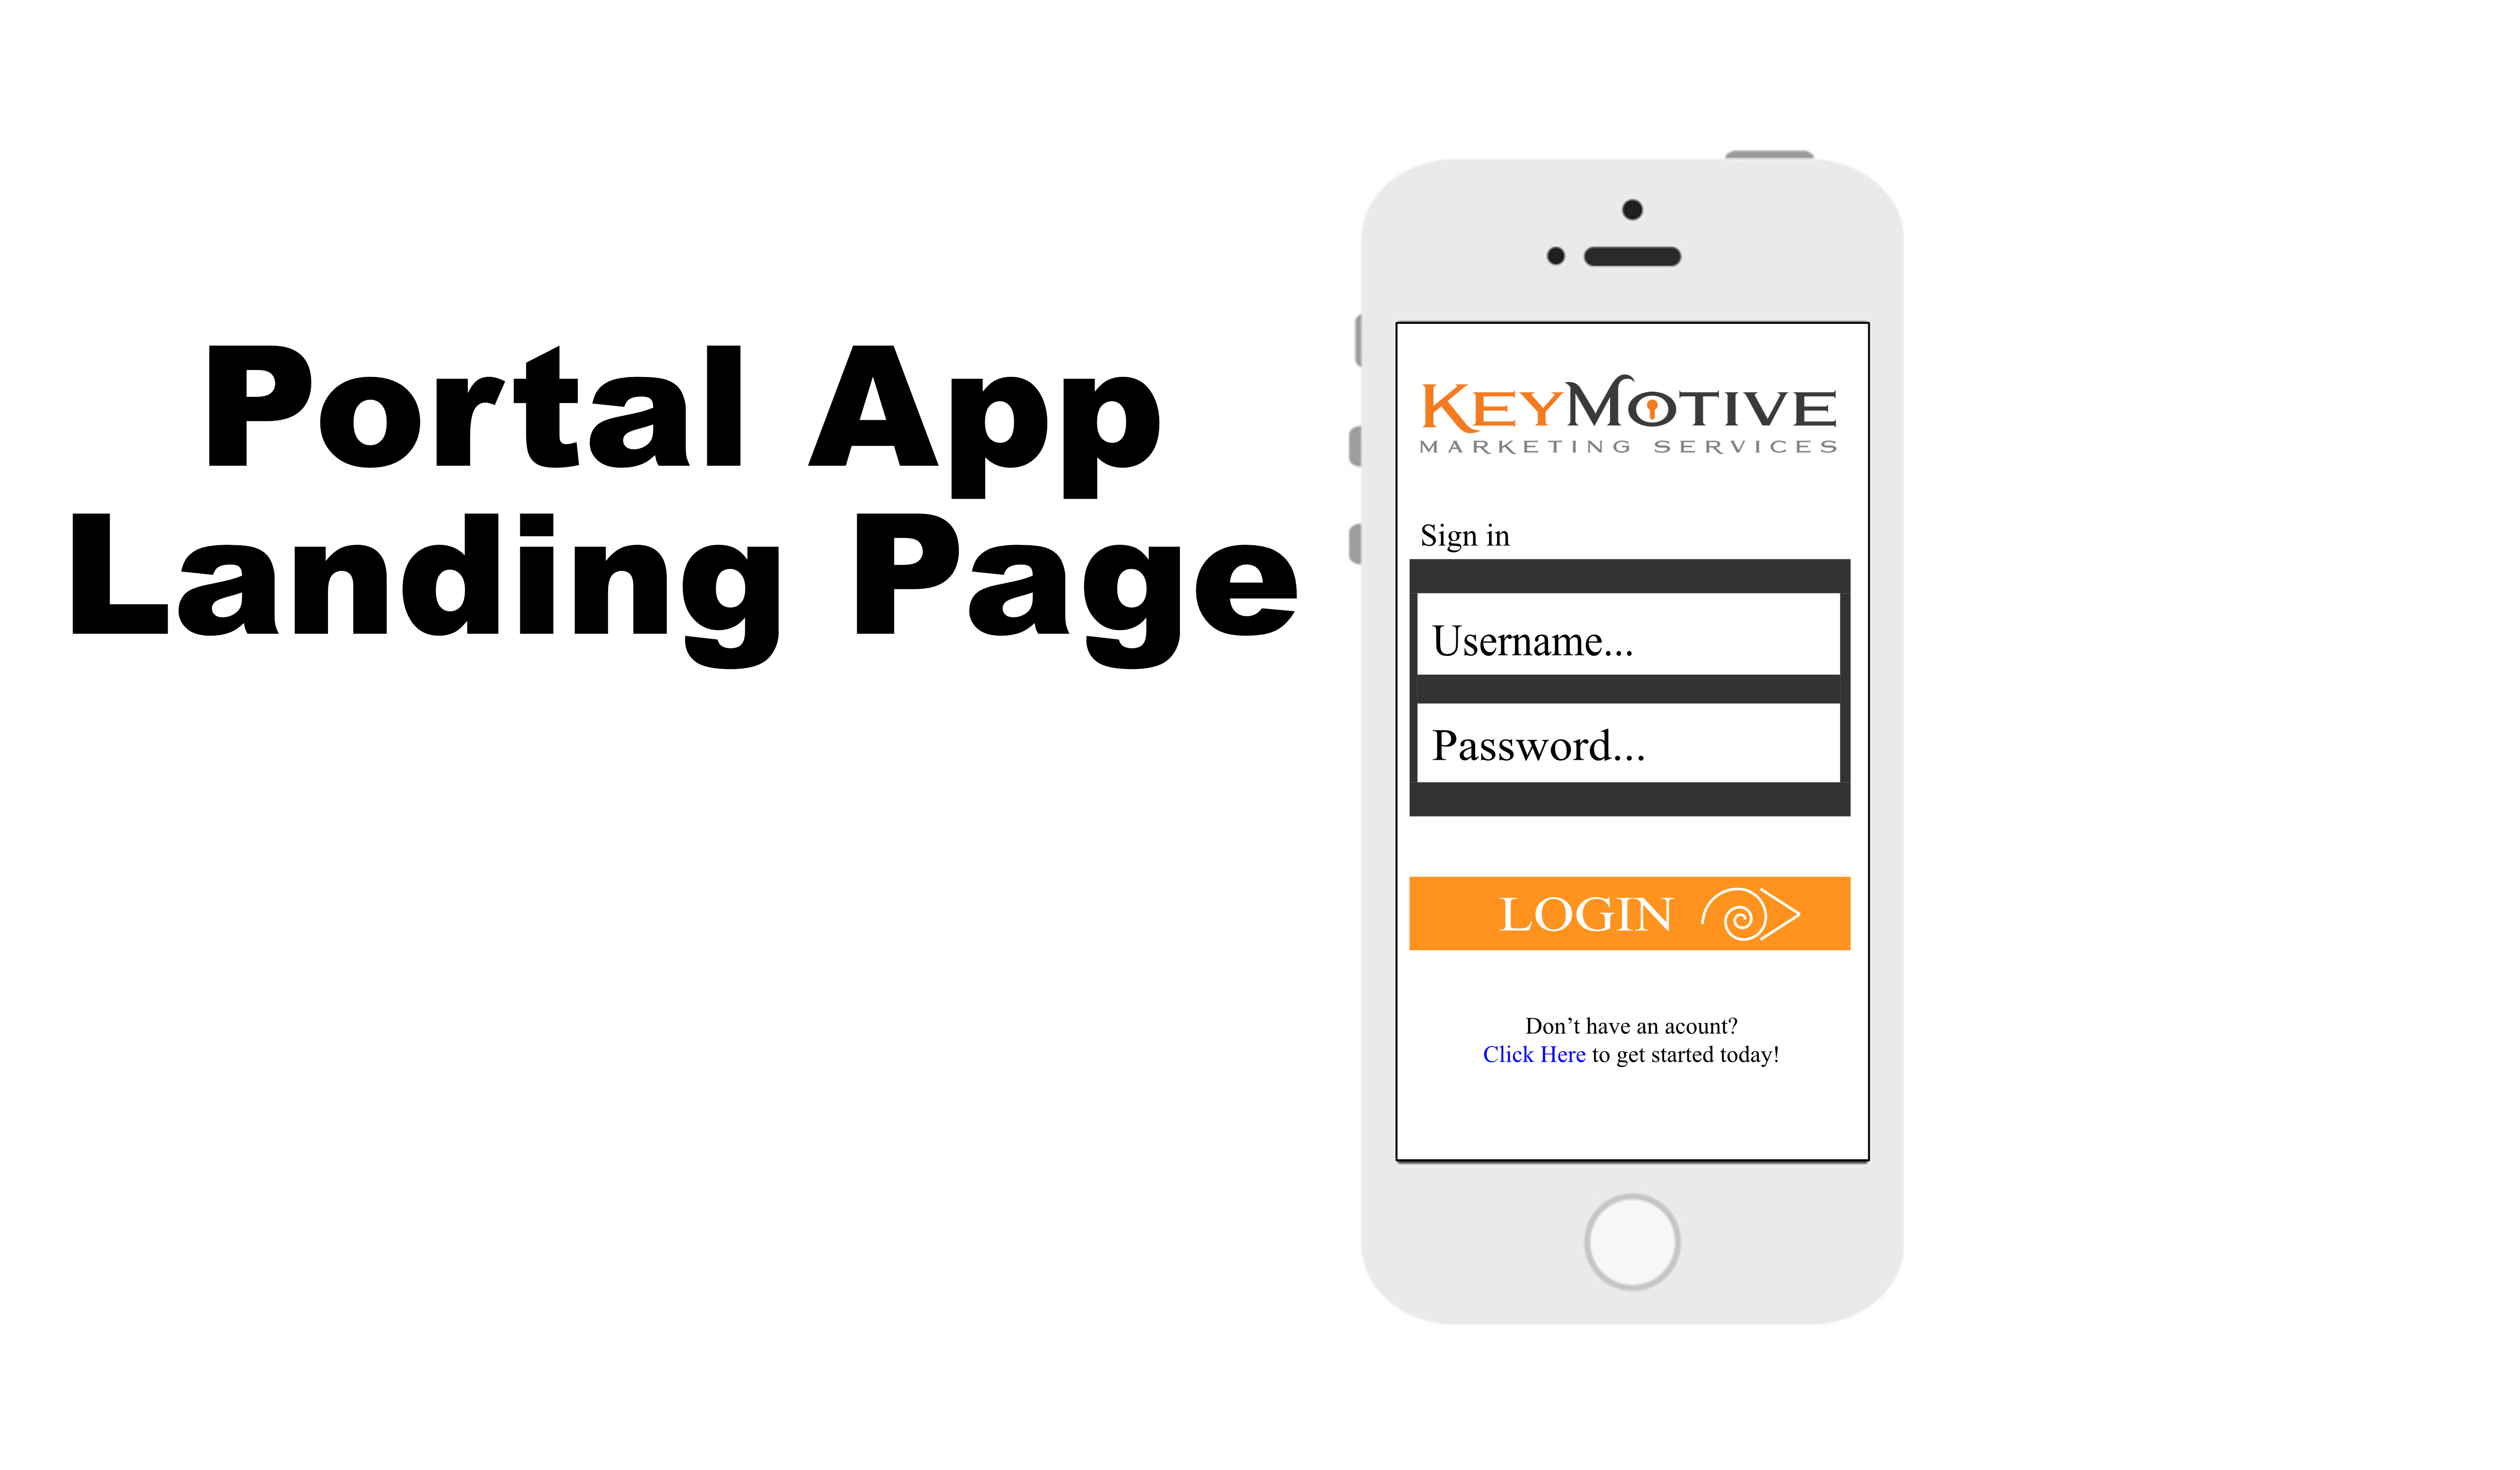 Portal App
Landing Page
KEYMOTIVE
MARKETING SERVICES
Sign in
Username...
Password...
LOGIN
Don’t have an acount?
Click Here to get started today!